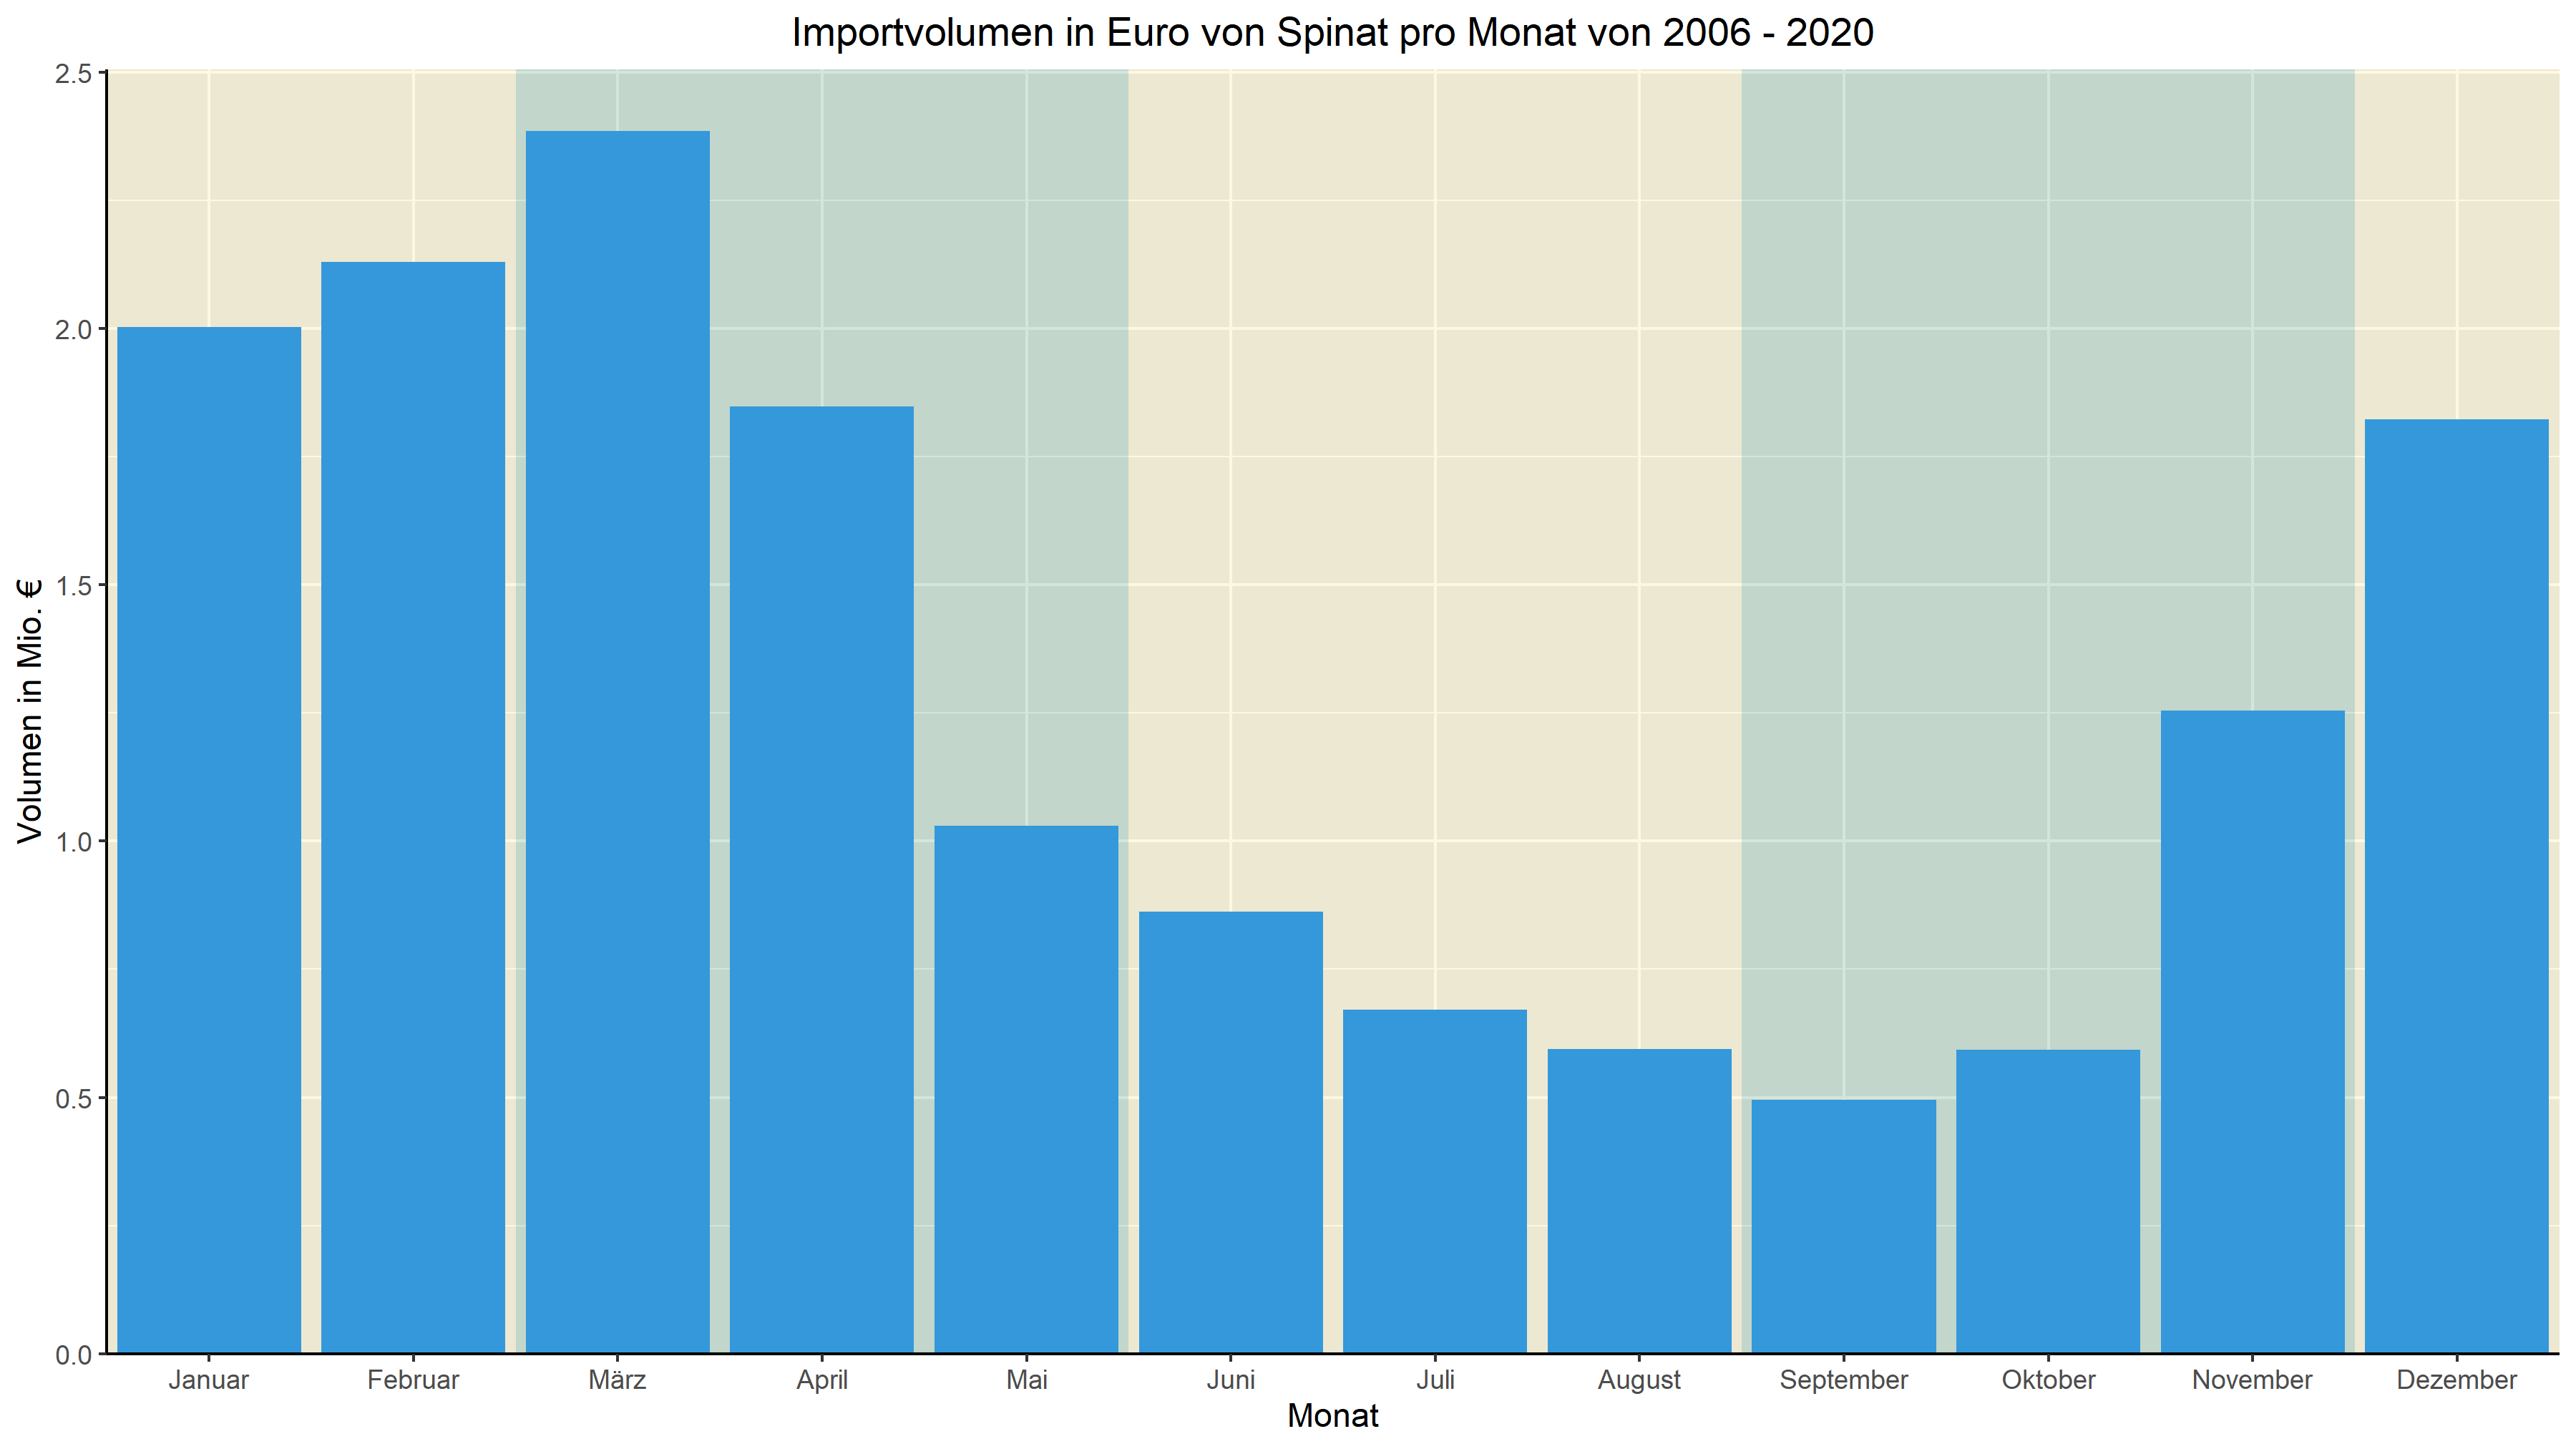 Importvolumen in Euro von Spinat pro Monat von 2006 - 2020
Volumen in Mio. €
2.5
2.0
1.5
1.0
0.5
0.0
Januar Februar März April Mai Juni Juli August September Oktober November Dezember
Monat